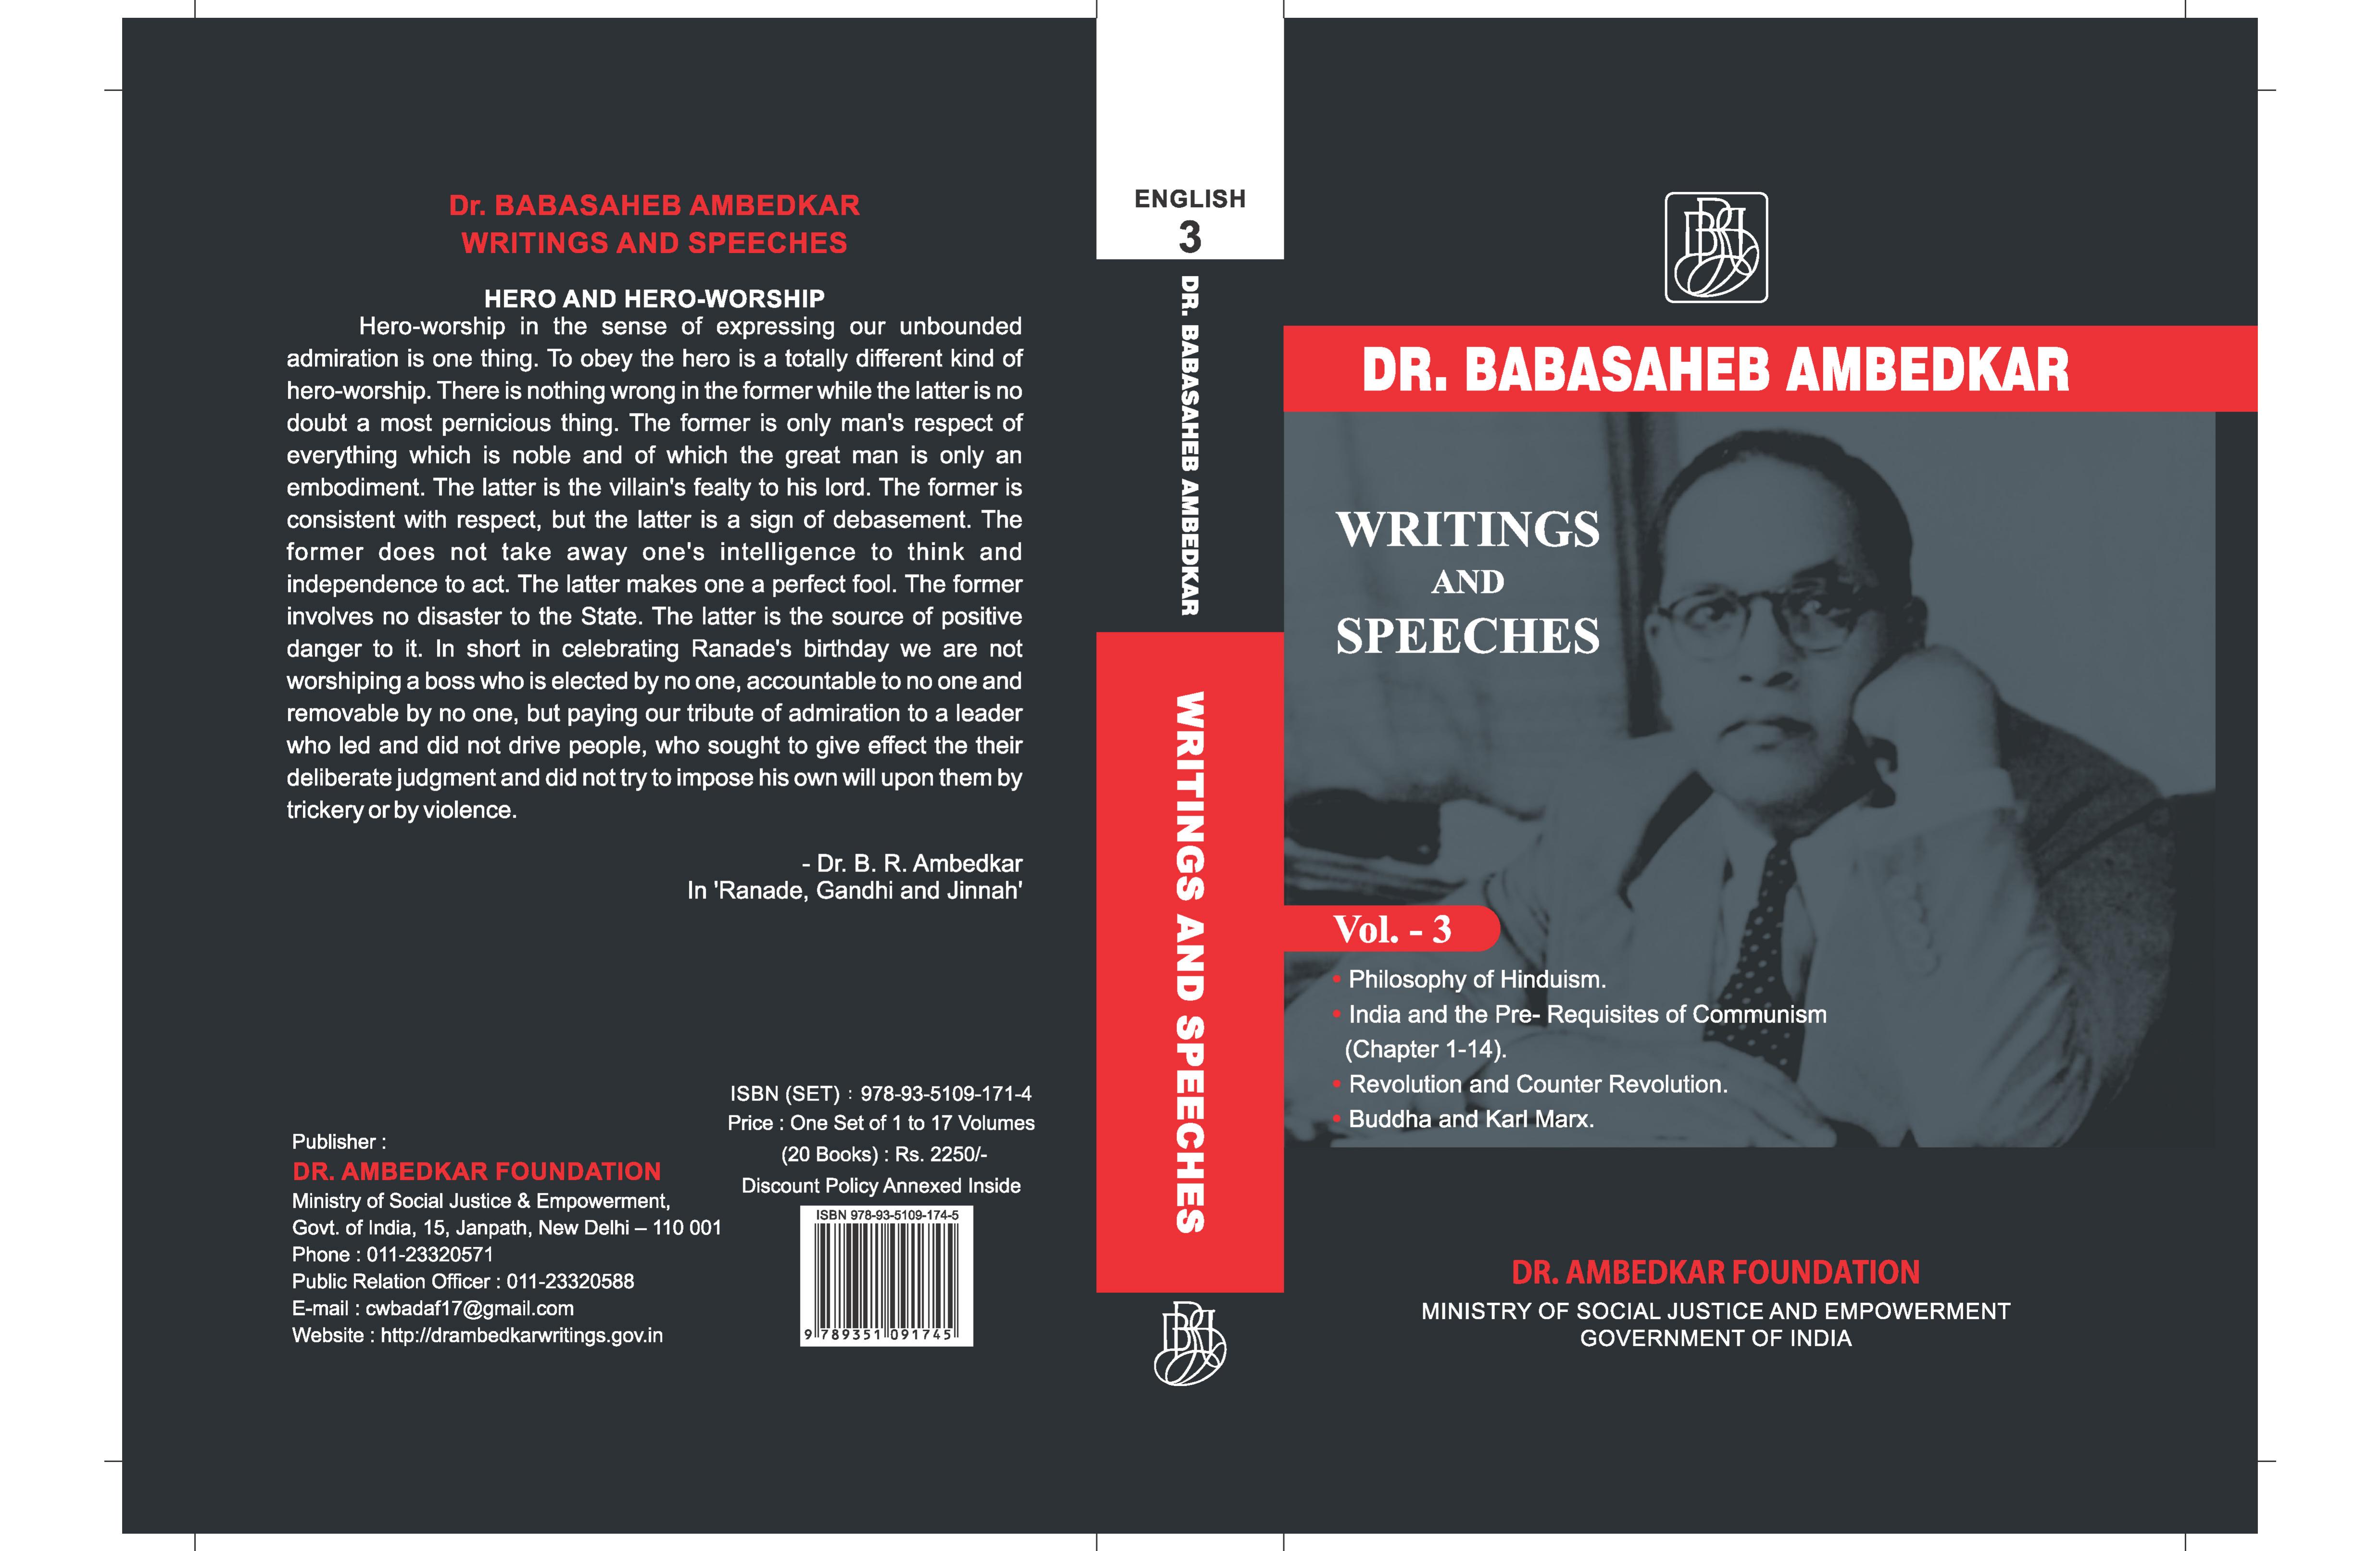 Dr. BABASAHEB AMBEDKAR
WRITINGS AND SPEECHES
HERO AND HERO-WORSHIP
Hero-worship in the sense of expressing our unbounded
admiration is one thing. To obey the hero is a totally different kind of
hero-worship. There is nothing wrong in the former while the latter is no
doubt a most pernicious thing. The former is only man's respect of
everything which is noble and of which the great man is only an
embodiment. The latter is the villain's fealty to his lord. The former is
consistent with respect, but the latter is a sign of debasement. The
former does not take away one's intelligence to think and
independence to act. The latter makes one a perfect fool. The former
involves no disaster to the State. The latter is the source of positive
danger to it. In short in celebrating Ranade's birthday we are not
worshiping a boss who is elected by no one, accountable to no one and
removable by no one, but paying our tribute of admiration to a leader
who led and did not drive people, who sought to give effect the their
deliberate judgment and did not try to impose his own will upon them by
trickery or by violence.
- Dr. B. R. Ambedkar
In 'Ranade, Gandhi and Jinnah'
ISBN (SET) : 978-93-5109-171-4
Price : One Set of 1 to 17 Volumes
(20 Books) : Rs. 2250/-
Discount Policy Annexed Inside
ISBN 978-93-5109-174-5
9 789351 091745
Publisher :
DR. AMBEDKAR FOUNDATION
Ministry of Social Justice & Empowerment,
Govt. of India, 15, Janpath, New Delhi – 110 001
Phone : 011-23320571
Public Relation Officer : 011-23320588
E-mail : cwbadaf17@gmail.com
Website : http://drambedkarwritings.gov.in
ENGLISH
3
DR. BABASAHEB AMBEDKAR
WRITINGS AND SPEECHES
DR. BABASAHEB AMBEDKAR
WRITINGS
AND
SPEECHES
Vol. - 3
• Philosophy of Hinduism.
• India and the Pre- Requisites of Communism
(Chapter 1-14).
• Revolution and Counter Revolution.
• Buddha and Karl Marx.
DR. AMBEDKAR FOUNDATION
MINISTRY OF SOCIAL JUSTICE AND EMPOWERMENT
GOVERNMENT OF INDIA